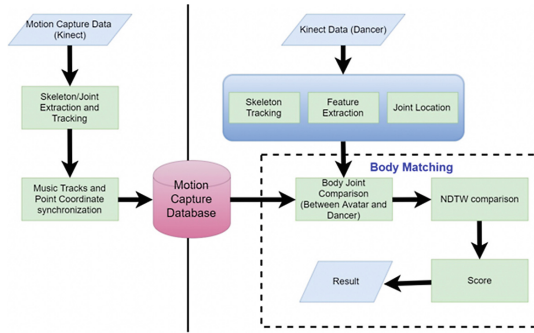 Motion Capture Data
(Kinect)
Skeleton/Joint
Extraction and
Tracking
Music Tracks and
Point Coordinate
synchronization
Motion
Capture
Database
Kinect Data (Dancer)
Skeleton
Tracking
Feature
Extraction
Joint Location
Body Matching
Body Joint
Comparison
(Between Avatar and
Dancer)
NDTW comparison
Score
Result